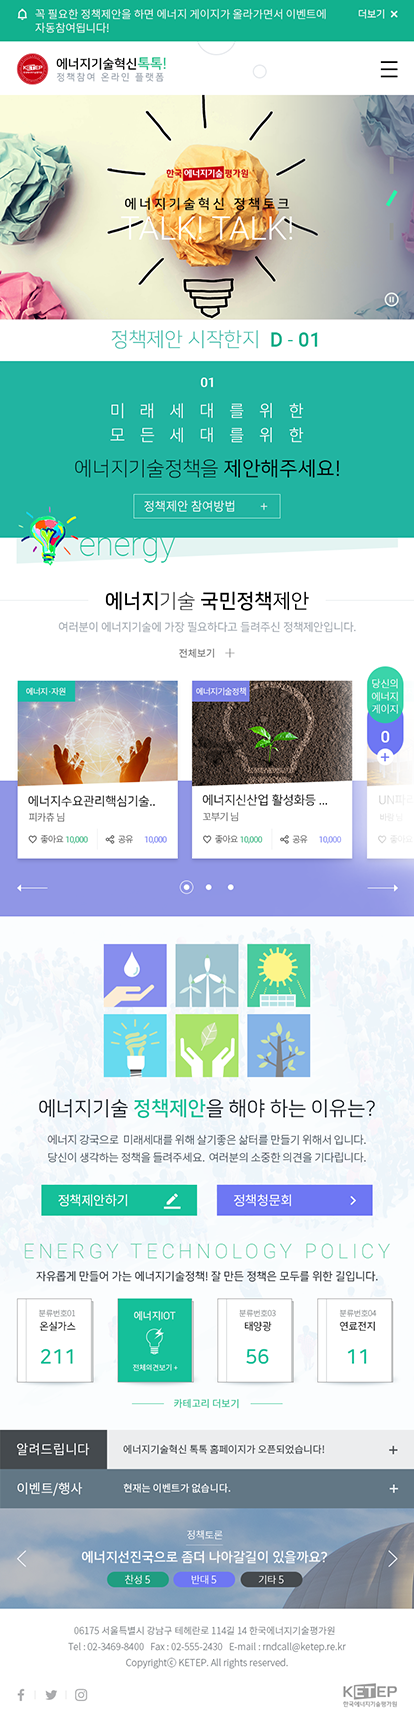 꼭 필요한 정책제안을 하면 에너지 게이지가 올라가면서 이벤트에
자동참여됩니다!
더보기 ×
KETEP
에너지기술혁신톡톡!
정책참여 온라인 플랫폼
한국에너지기술평가원
에너지기술혁신 정책토크
TALK! TALK!
정책제안 시작한지 D - 01
01
미래세대를위한
모든세대를위한
에너지기술정책을 제안해주세요!
정책제안 참여방법 +
energy
에너지기술 국민정책제안
여러분이 에너지기술에 가장 필요하다고 들려주신 정책제안입니다.
전체보기 +
당신의
에너지
게이지
0
+
에너지·자원
에너지수요관리핵심기술..
피카츄 님
좋아요 10,000 공유 10,000
에너지기술정책
에너지신산업 활성화등 ...
꼬부기 님
좋아요 10,000 공유 10,000
에너지기술 정책제안을 해야 하는 이유는?
에너지 강국으로 미래세대를 위해 살기좋은 삶터를 만들기 위해서 입니다.
당신이 생각하는 정책을 들려주세요. 여러분의 소중한 의견을 기다립니다.
정책제안하기
정책청문회 >
ENERGY TECHNOLOGY POLICY
자유롭게 만들어 가는 에너지기술정책! 잘 만든 정책은 모두를 위한 길입니다.
분류번호01
온실가스
211
에너지IOT
전체의견보기 +
분류번호03
태양광
56
분류번호04
연료전지
11
카테고리 더보기
알려드립니다 에너지기술혁신 톡톡 홈페이지가 오픈되었습니다! +
이벤트/행사 현재는 이벤트가 없습니다. +
정책토론
에너지선진국으로 좀더 나아갈길이 있을까요?
찬성 5 반대 5 기타 5
06175 서울특별시 강남구 테헤란로 114길 14 한국에너지기술평가원
Tel : 02-3469-8400 Fax : 02-555-2430 E-mail : rndcall@ketep.re.kr
Copyrightⓒ KETEP. All rights reserved.
KETEP
한국에너지기술평가원